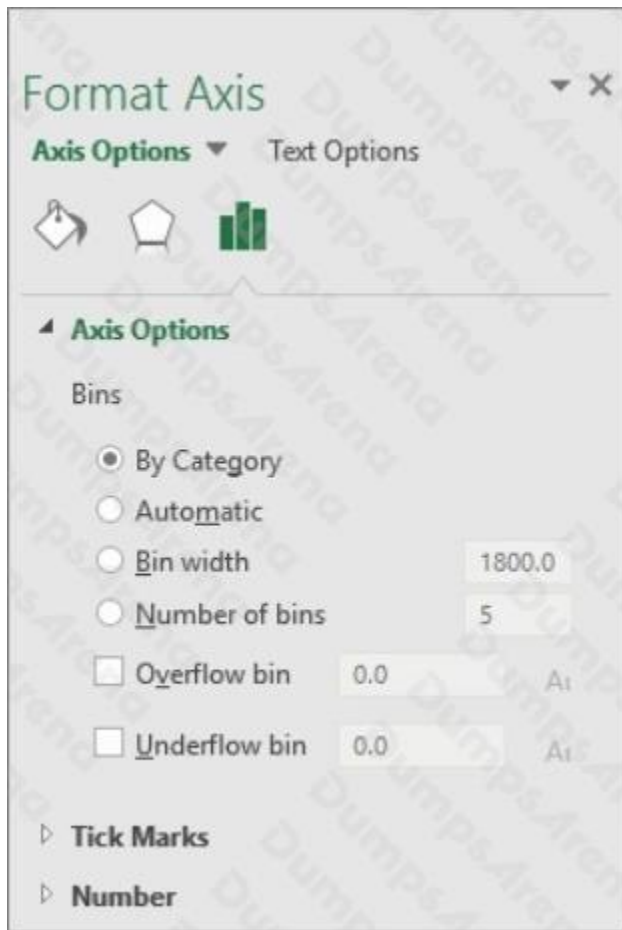 Format Axis
Axis Options Text Options
Axis Options
Bins
By Category
Automatic
Bin width 1800.0
Number of bins 5
Overflow bin 0.0
Underflow bin 0.0
Tick Marks
Number
DumpsArena